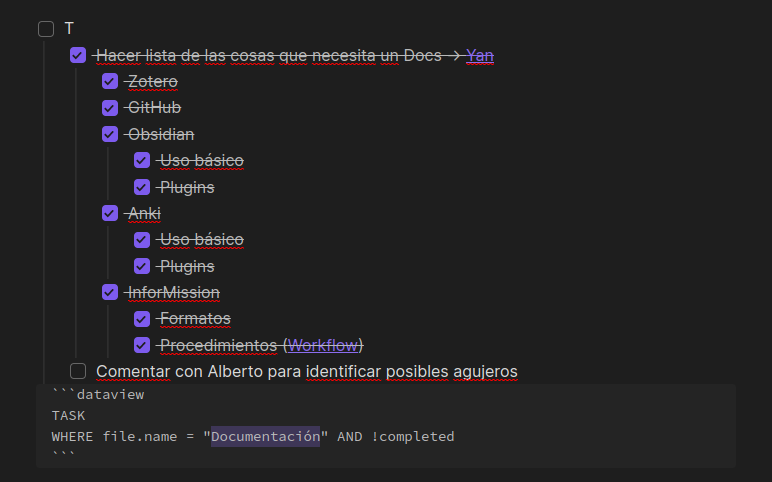 T
Hacer lista de las cosas que necesita un Docs → Yan
Zotero
GitHub
Obsidian
Uso básico
Plugins
Anki
Uso básico
Plugins
InforMission
Formatos
Procedimientos (Workflow)
Comentar con Alberto para identificar posibles agujeros
```dataview
TASK
WHERE file.name = "Documentación" AND !completed
```